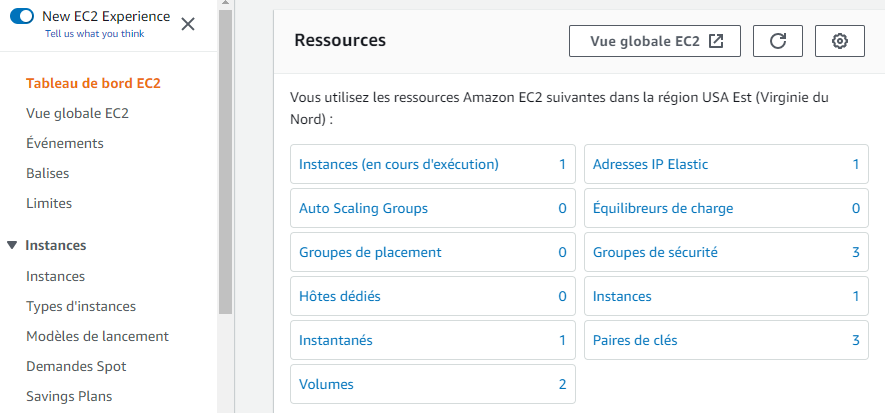 New EC2 Experience
Tell us what you think
Tableau de bord EC2
Vue globale EC2
Événements
Balises
Limites
Instances
Instances
Types d'instances
Modèles de lancement
Demandes Spot
Savings Plans
Ressources
Vue globale EC2
Vous utilisez les ressources Amazon EC2 suivantes dans la région USA Est (Virginie du
Nord) :
Instances (en cours d'exécution) 1
Adresses IP Elastic 1
Auto Scaling Groups 0
Équilibreurs de charge 0
Groupes de placement 0
Groupes de sécurité 3
Hôtes dédiés 0
Instances 1
Instantanés 1
Paires de clés 3
Volumes 2